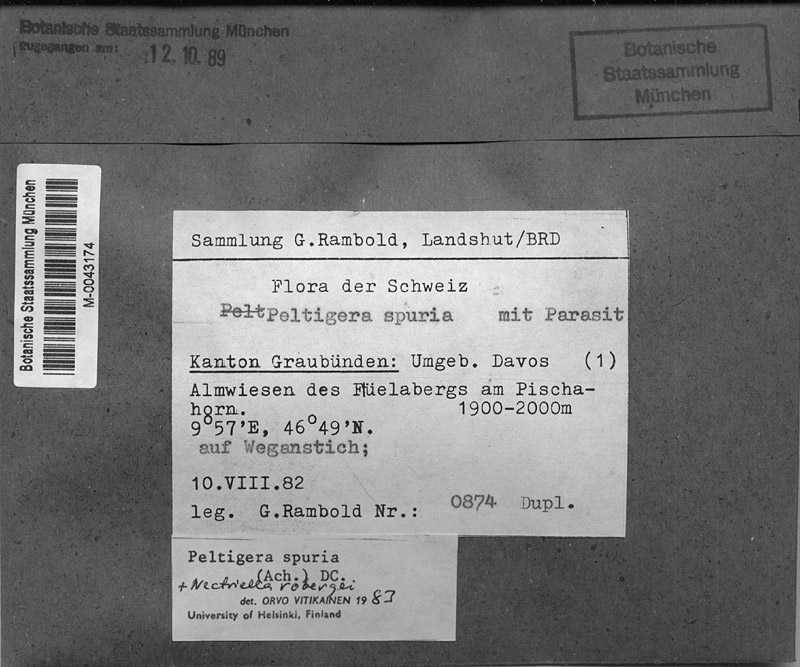 Botanische Staatssammlung München
zugegangen am: 12. 10. 89
Botanische
Staatssammlung
München
Botanische Staatssammlung München
M-0043174
Sammlung G.Rambold, Landshut/BRD
Flora der Schweiz
Pelt Peltigera spuria mit Parasit
Kanton Graubünden: Umgeb. Davos (1)
Almwiesen des Flüelabergs am Pischa-
horn. 1900-2000m
9°57'E, 46°49'N.
auf Weganstich;
10.VIII.82
leg. G.Rambold Nr.: 0874 Dupl.
Peltigera spuria
(Ach.) DC.
+ Nectriella robergei
det. ORVO VITIKAINEN 1983
University of Helsinki, Finland